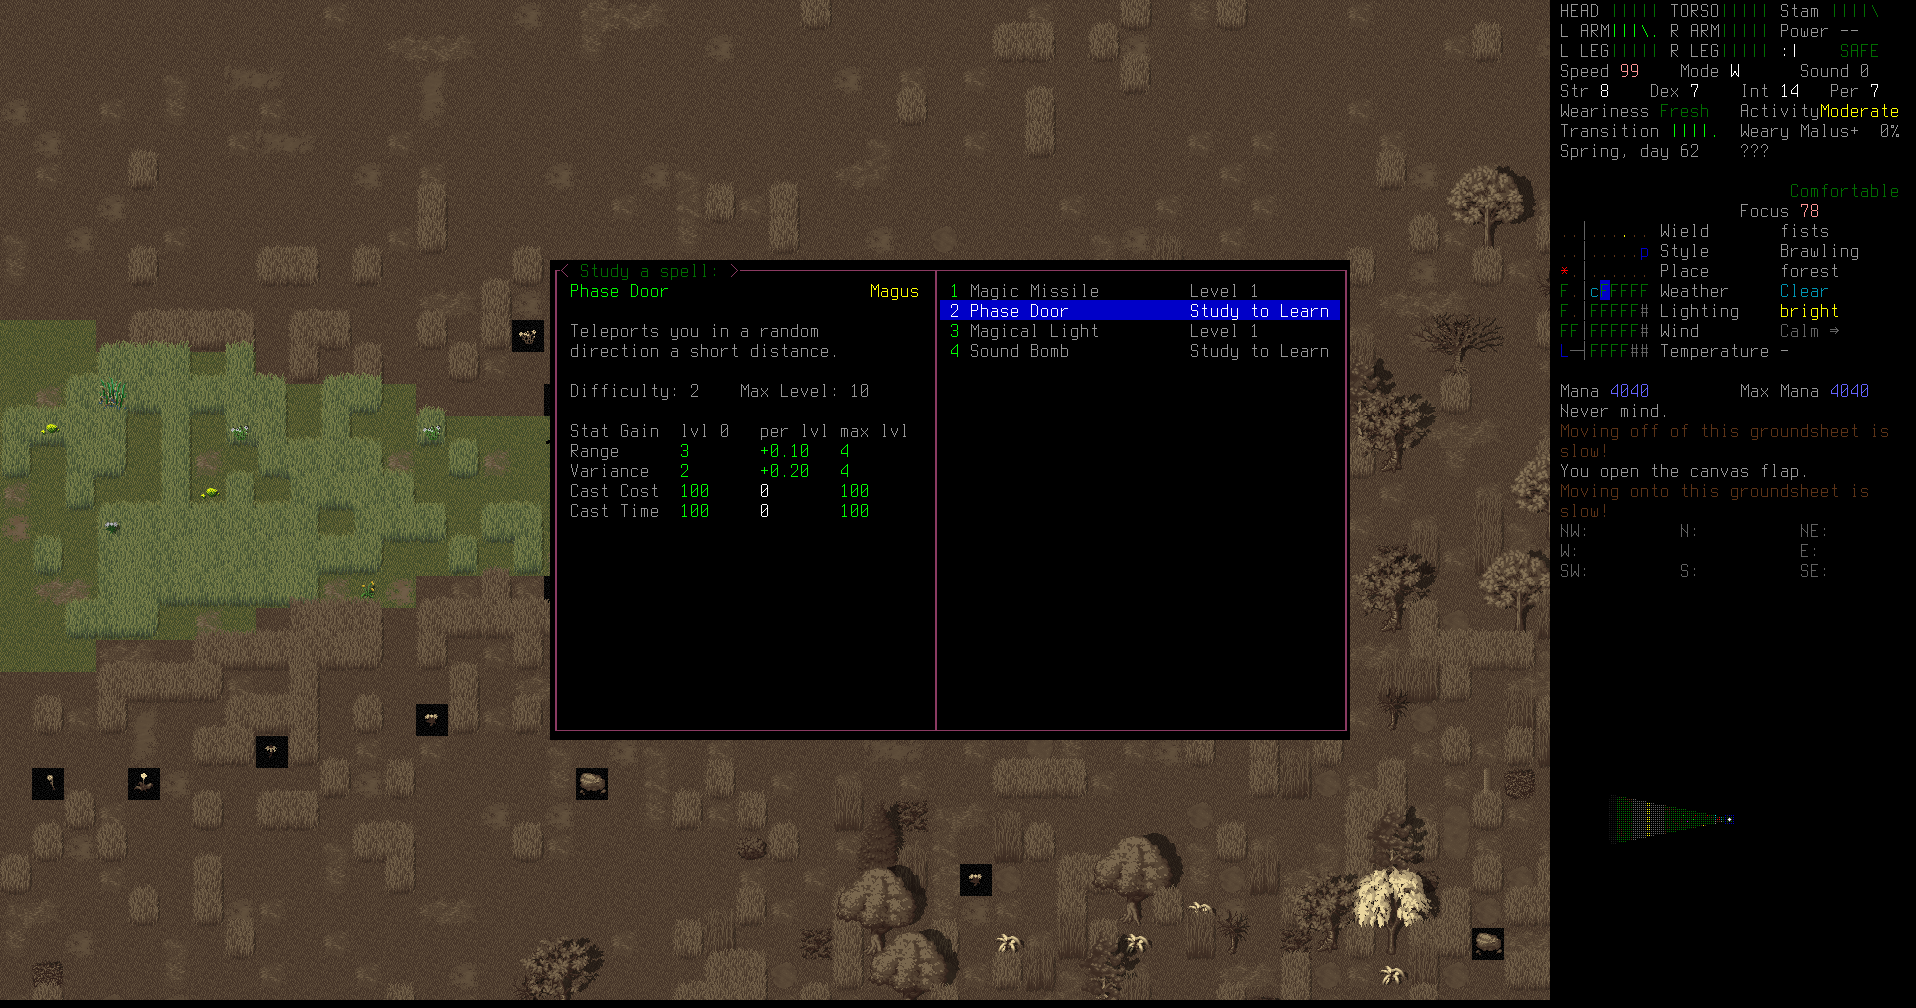 < Study a spell: >
Phase Door Magus
Teleports you in a random
direction a short distance.
Difficulty: 2 Max Level: 10
Stat Gain lvl 0 per lvl max lvl
Range 3 +0.10 4
Variance 2 +0.20 4
Cast Cost 100 0 100
Cast Time 100 0 100
1 Magic Missile Level 1
2 Phase Door Study to Learn
3 Magical Light Level 1
4 Sound Bomb Study to Learn
HEAD ||||| TORSO||||| Stam ||||\
L ARM|||\. R ARM||||| Power --
L LEG||||| R LEG||||| :| SAFE
Speed 99 Mode W Sound 0
Str 8 Dex 7 Int 14 Per 7
Weariness Fresh ActivityModerate
Transition ||||. Weary Malus+ 0%
Spring, day 62 ???
Comfortable
Focus 78
..|...... Wield fists
..|.....□ Style Brawling
*.|...... Place forest
F.|cFFFFF Weather Clear
F.|FFFFF# Lighting bright
FF|FFFFF# Wind Calm ⇒
L─|FFFF## Temperature -
Mana 4040 Max Mana 4040
Never mind.
Moving off of this groundsheet is
slow!
You open the canvas flap.
Moving onto this groundsheet is
slow!
NW: N: NE:
W: E:
SW: S: SE: